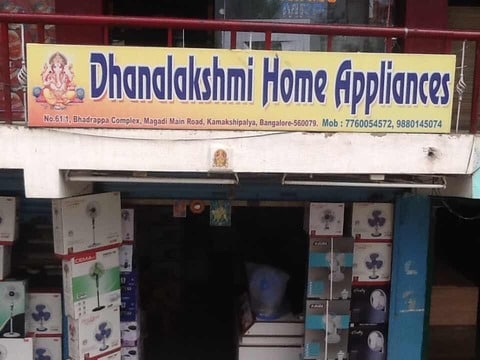 Dhanalakshmi Home Appliances
No.61/1, Bhadrappa Complex, Magadi Main Road, Kamakshipalya, Bangalore-560079. Mob : 7760054572, 9880145074